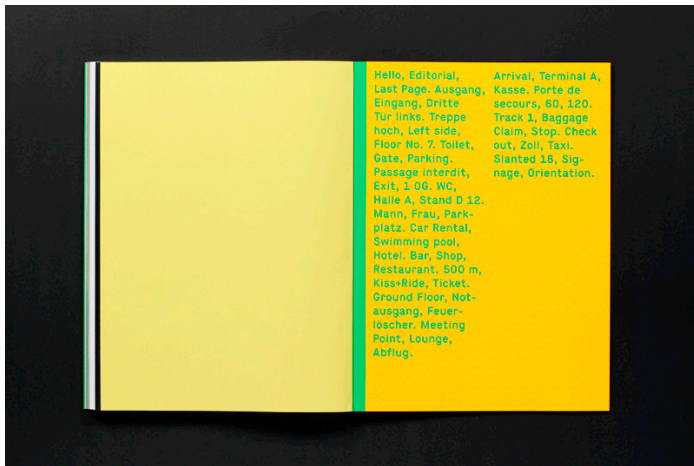 Hello, Editorial,
Last Page. Ausgang,
Eingang, Dritte
Tür links. Treppe
hoch, Left side,
Floor No. 7. Toilet,
Gate, Parking.
Passage interdit,
Exit, 1 OG. WC,
Halle A, Stand D 12.
Mann, Frau, Park-
platz. Car Rental,
Swimming pool,
Hotel. Bar, Shop,
Restaurant. 500 m,
Kiss+Ride, Ticket.
Ground Floor, Not-
ausgang, Feuer-
löscher. Meeting
Point, Lounge,
Abflug.
Arrival, Terminal A,
Kasse. Porte de
secours, 60, 120.
Track 1, Baggage
Claim, Stop. Check
out, Zoll, Taxi.
Slanted 18, Sig-
nage, Orientation.